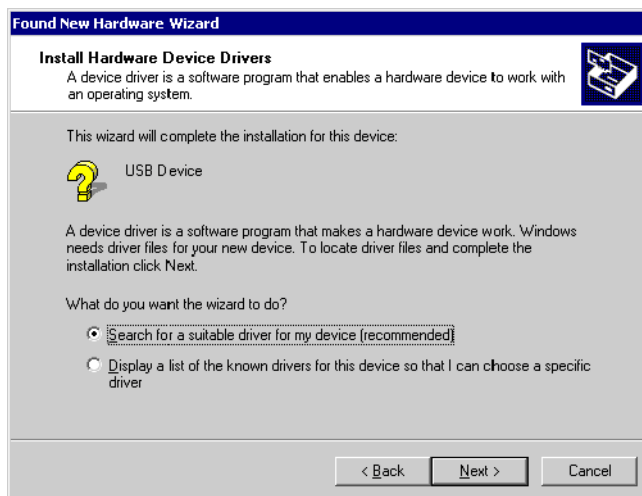 Found New Hardware Wizard
Install Hardware Device Drivers
A device driver is a software program that enables a hardware device to work with
an operating system.
This wizard will complete the installation for this device:
USB Device
A device driver is a software program that makes a hardware device work. Windows
needs driver files for your new device. To locate driver files and complete the
installation click Next.
What do you want the wizard to do?
Search for a suitable driver for my device (recommended)
Display a list of the known drivers for this device so that I can choose a specific
driver
< Back Next > Cancel